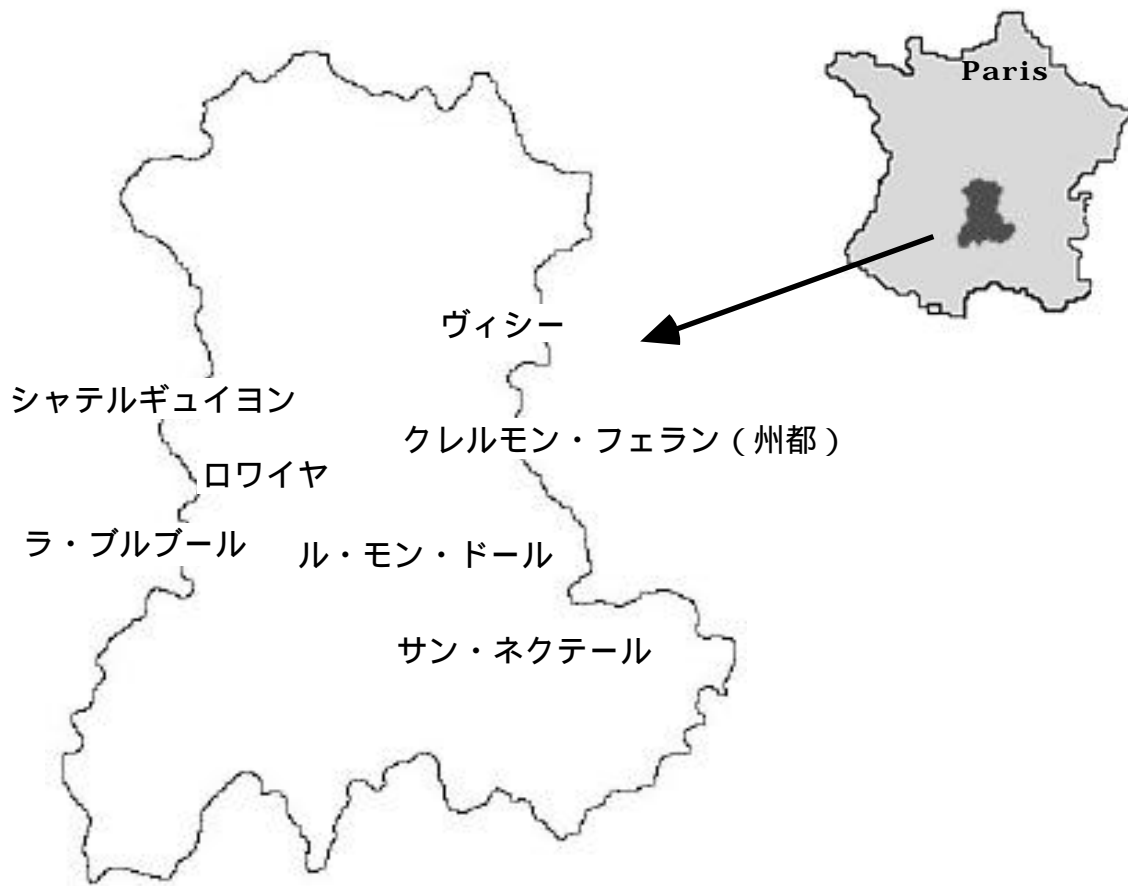 Paris
ヴィシー
シャテルギュイヨン
クレルモン・フェラン(州都)
ロワイヤ
ラ・ブルブール
ル・モン・ドール
サン・ネクテール